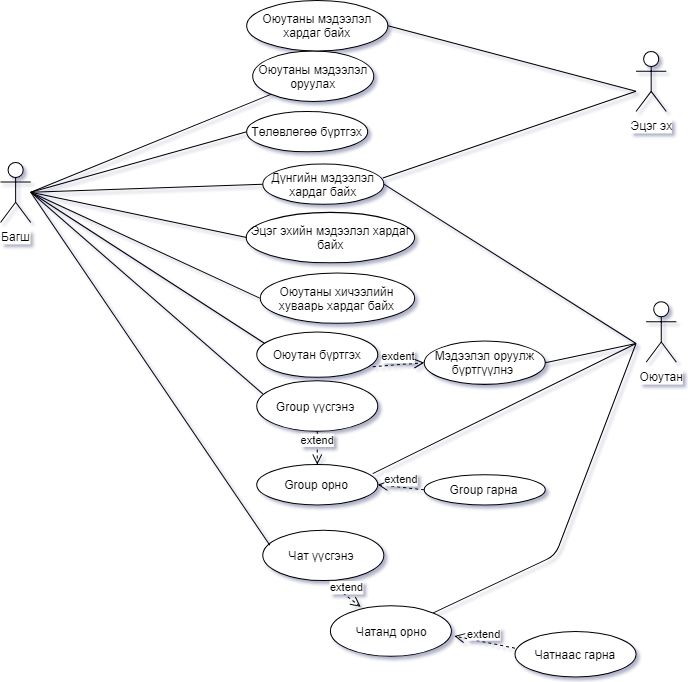 Оюутаны мэдээлэл
хардаг байх
Оюутаны мэдээлэл
оруулах
Төлөвлөгөө бүртгэх
Дүнгийн мэдээлэл
хардаг байх
Эцэг эхийн мэдээлэл хардаг
байх
Оюутаны хичээлийн
хуваарь хардаг байх
Оюутан бүртгэх
exdent
Мэдээлэл оруулж
бүртгүүлнэ
Group үүсгэнэ
extend
Group орно
extend
Group гарна
Чат үүсгэнэ
extend
Чатанд орно
extend
Чатнаас гарна
Багш
Эцэг эх
Оюутан